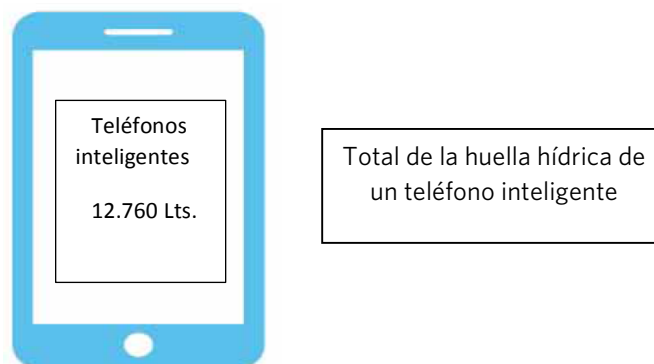 Teléfonos
inteligentes
12.760 Lts.
Total de la huella hídrica de
un teléfono inteligente